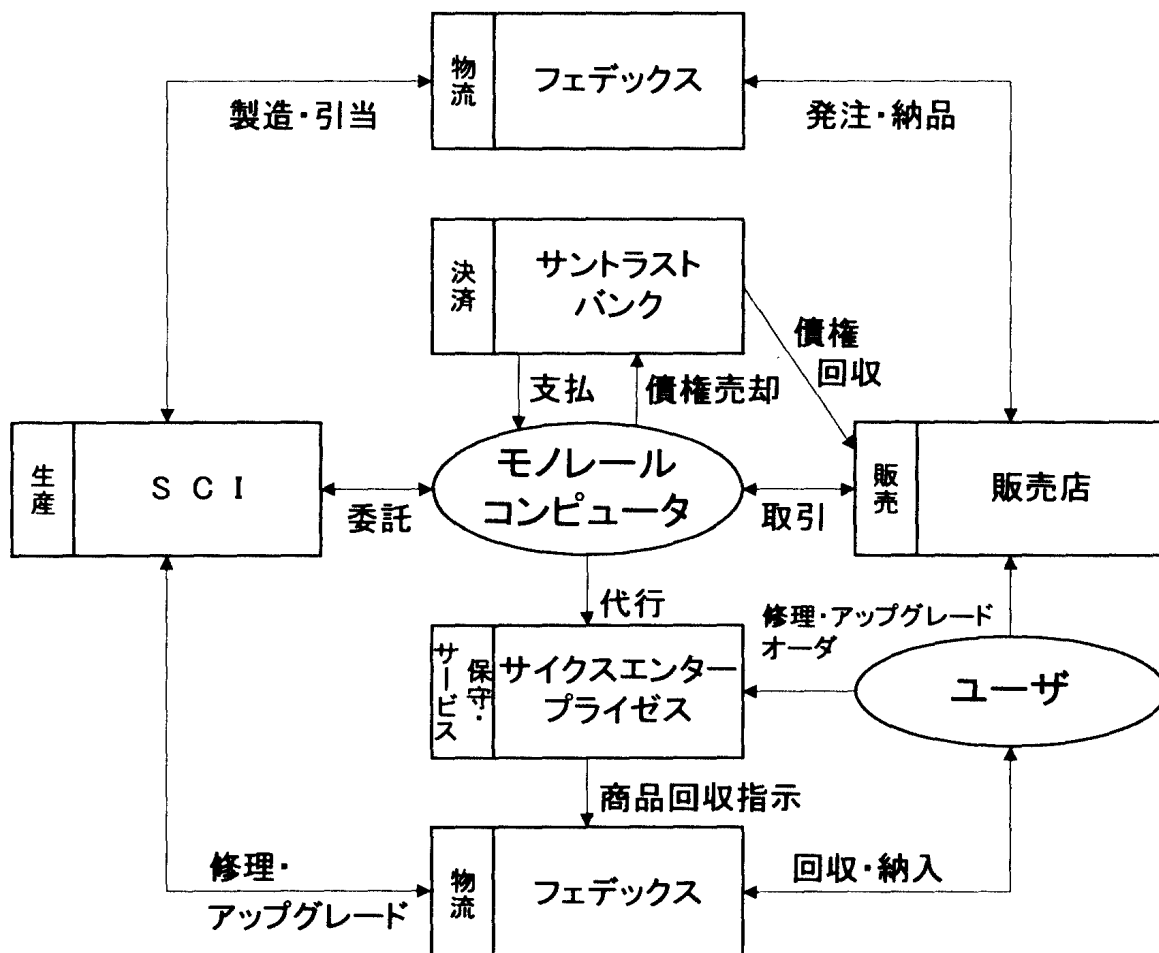 物流
フェデックス
製造・引当
発注・納品
決済
サントラスト
バンク
債権
回収
支払
債権売却
生産
ＳＣＩ
モノレール
コンピュータ
販売
販売店
委託
取引
代行
修理・アップグレード
オーダ
保守・
サービス
サイクスエンター
プライゼス
ユーザ
商品回収指示
修理・
アップグレード
物流
フェデックス
回収・納入